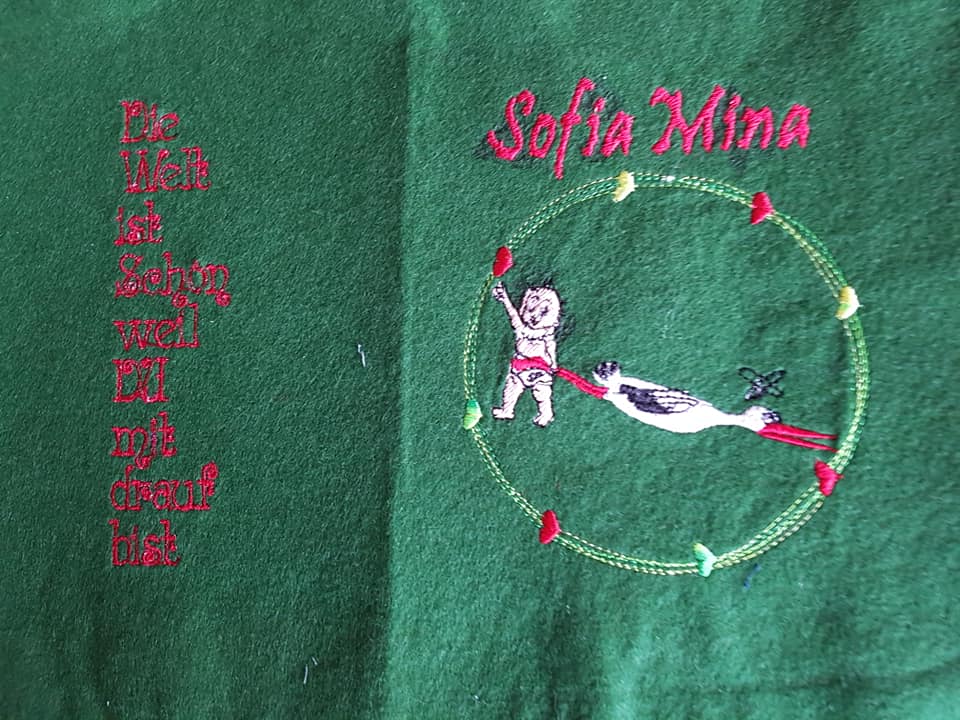 Die
Welt
ist
Schön
weil
DU
mit
drauf
bist
Sofia Mina